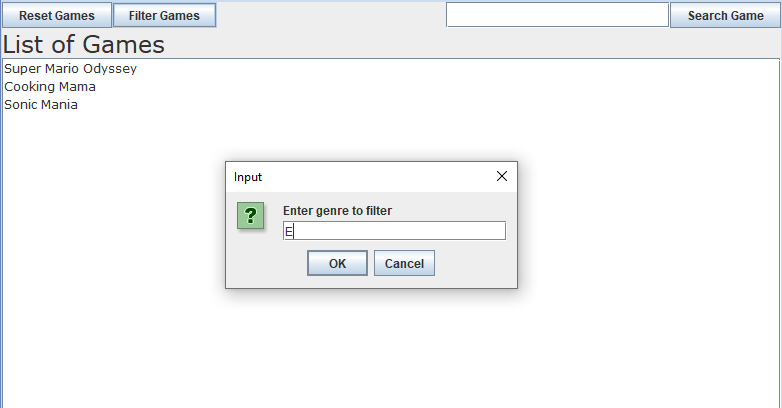 Reset Games Filter Games Search Game
List of Games
Super Mario Odyssey
Cooking Mama
Sonic Mania
Input
?
Enter genre to filter
E
OK Cancel